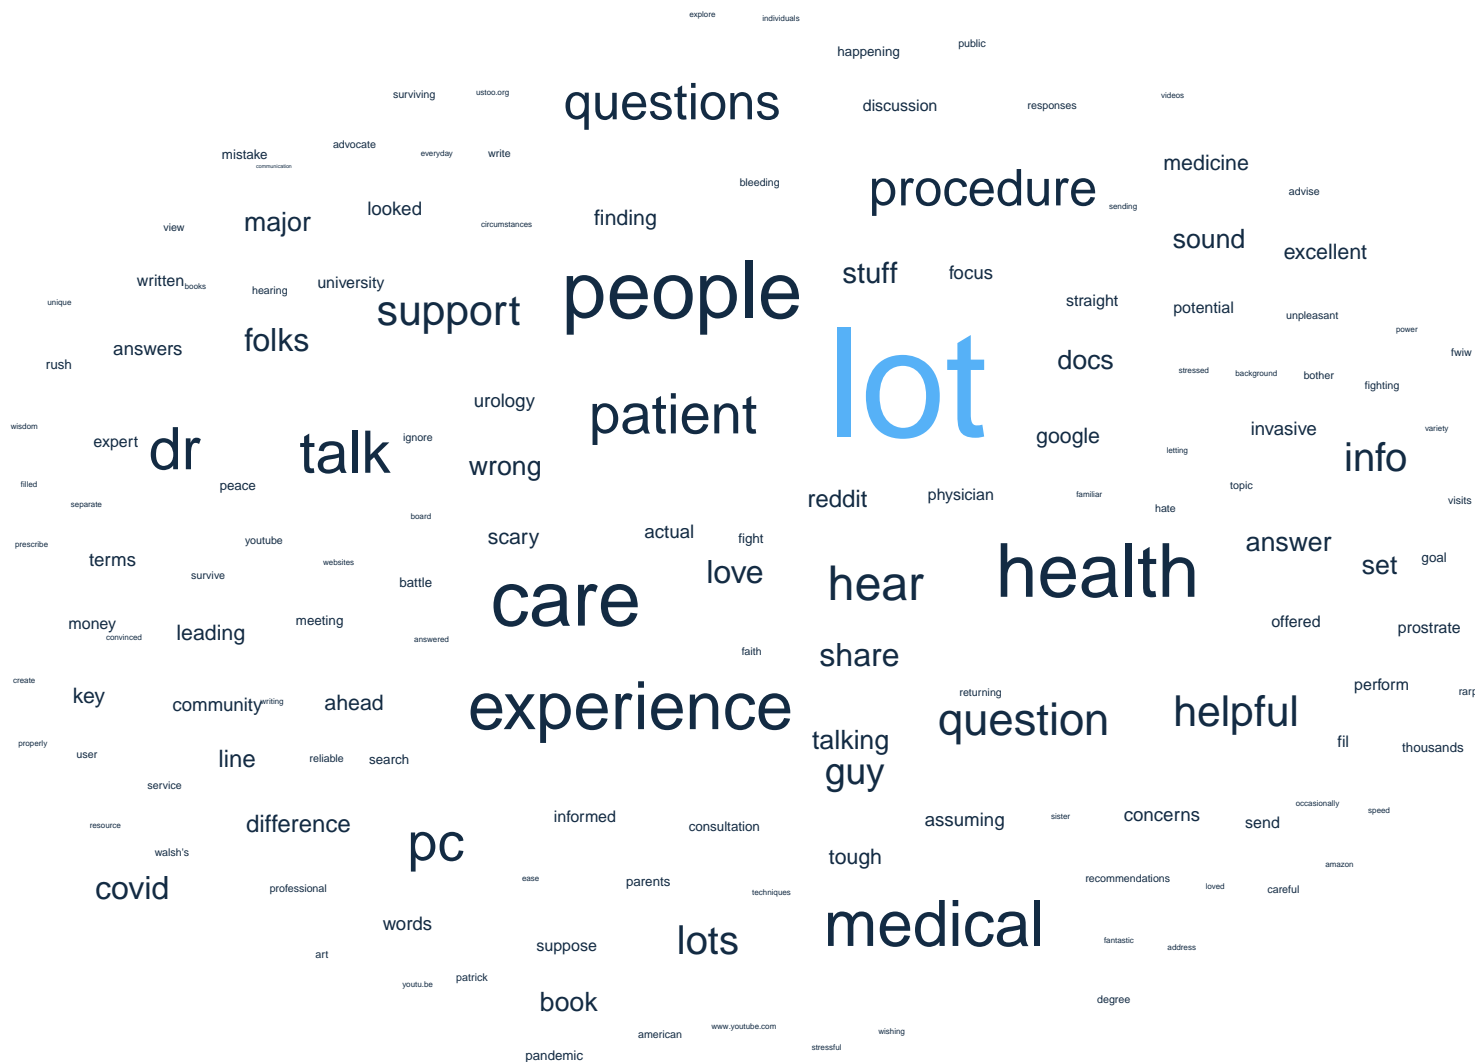 explore
individuals
happening
public
surviving
ustoo.org
questions
discussion
responses
videos
mistake
communication
advocate
everyday
write
medicine
bleeding
procedure
advise
sending
view
major
looked
circumstances
finding
sound
excellent
written
books
hearing
university
people
stuff
focus
unique
support
straight
potential
unpleasant
power
rush
answers
folks
lot
docs
stressed
background
bother
fighting
fwiw
wisdom
expert
dr
talk
ignore
urology
patient
google
invasive
variety
wrong
letting
info
filled
separate
peace
reddit
physician
familiar
topic
hate
visits
board
prescribe
terms
youtube
survive
websites
scary
actual
fight
answer
set
goal
battle
care
love
hear
health
money
convinced
leading
meeting
answered
faith
share
offered
prostrate
create
key
community
writing
ahead
experience
returning
question
helpful
perform
rarp
properly
user
line
reliable
search
talking
guy
fil
thousands
service
resource
difference
informed
consultation
assuming
sister
concerns
send
occasionally
speed
walsh's
pc
tough
amazon
covid
professional
ease
parents
techniques
recommendations
loved
careful
words
suppose
lots
medical
fantastic
address
art
youtu.be
patrick
book
degree
american
www.youtube.com
wishing
pandemic
stressful